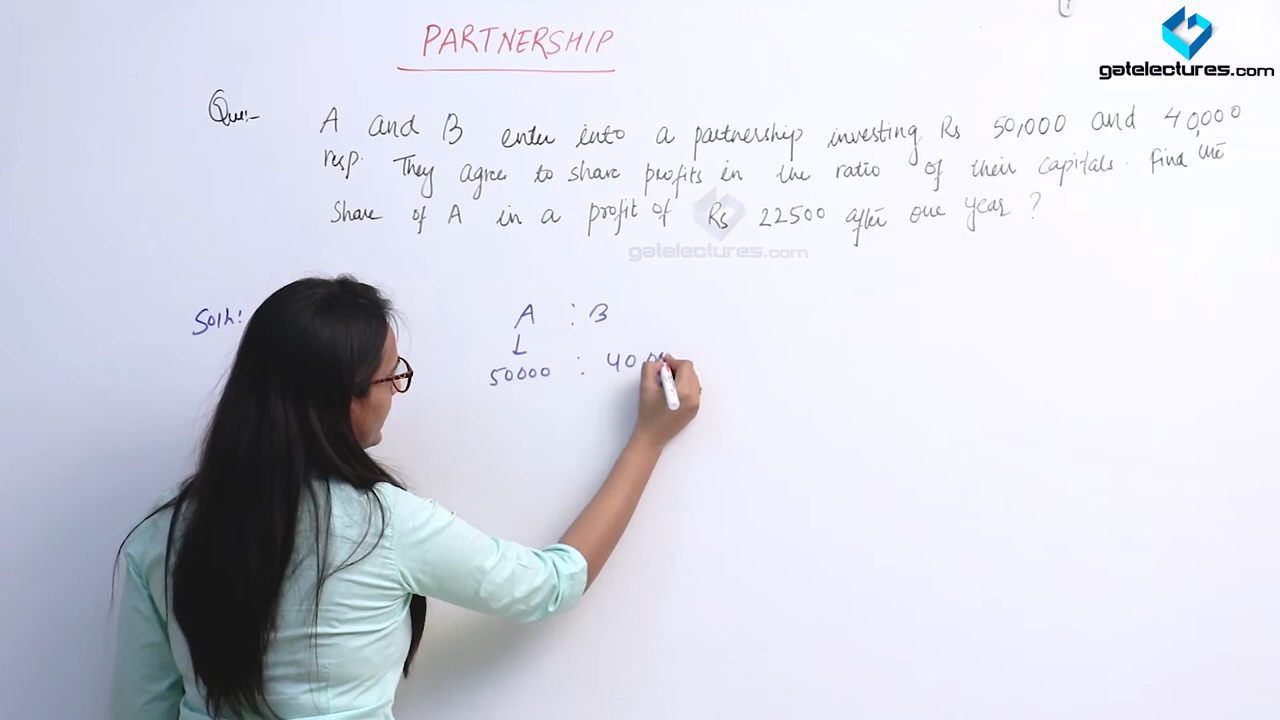 PARTNERSHIP
gatelectures.com
Que:- A and B enter into a partnership investing Rs 50,000 and 40,000
resp. They agree to share profits in the ratio of their capitals. Find the
Share of A in a profit of Rs 22500 after one year ?
gatelectures.com
Soln: A : B
50000 : 40